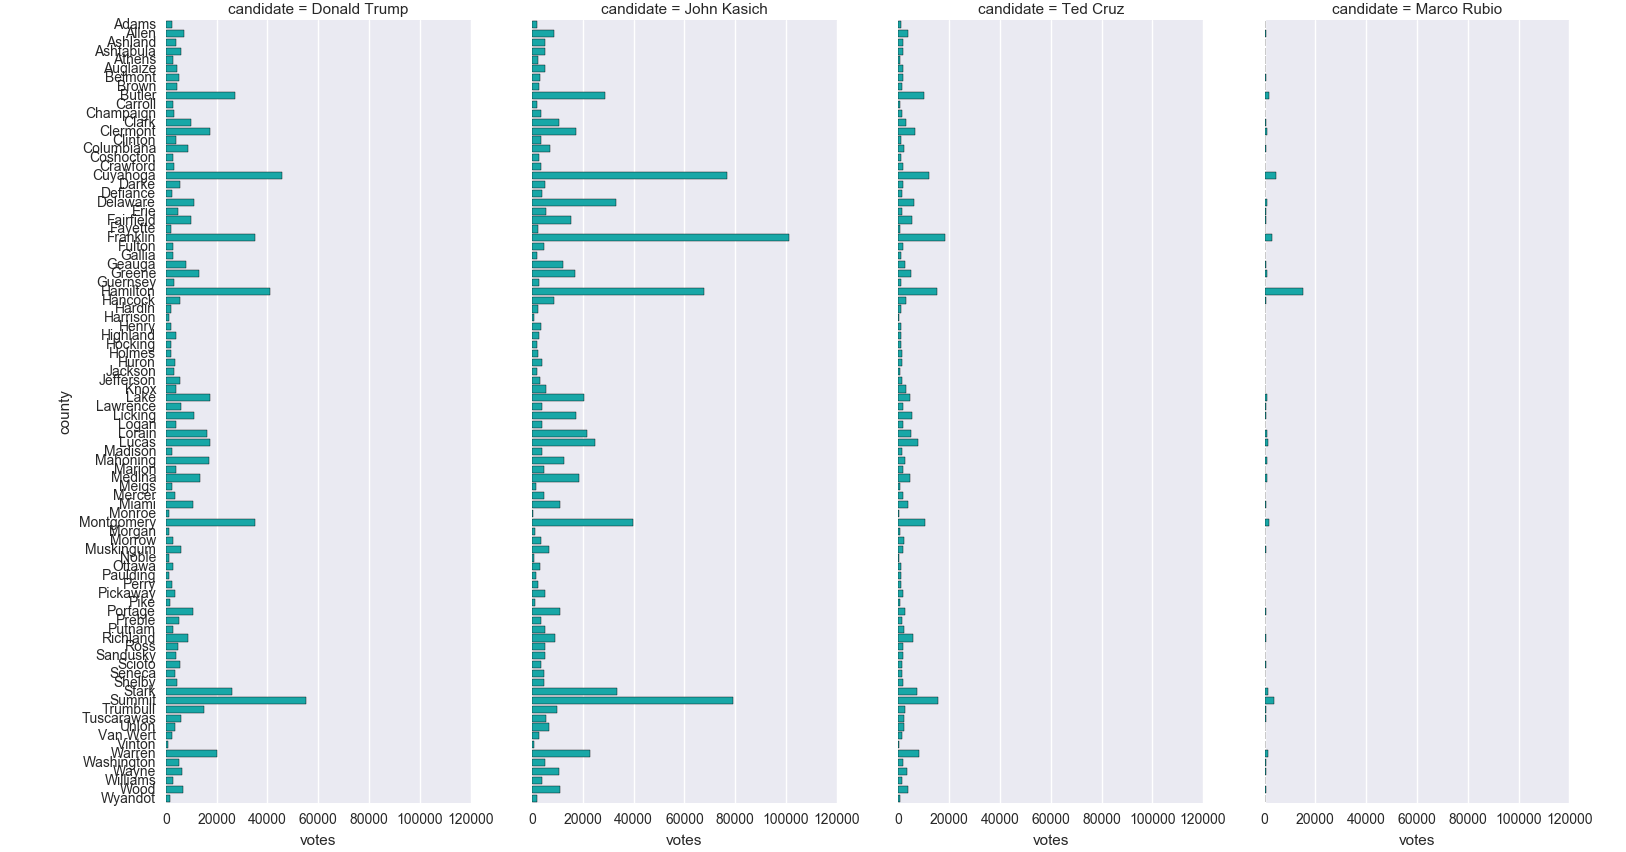 candidate = Donald Trump
candidate = John Kasich
candidate = Ted Cruz
candidate = Marco Rubio
county
Adams
Allen
Ashland
Ashtabula
Athens
Auglaize
Belmont
Brown
Butler
Carroll
Champaign
Clark
Clermont
Clinton
Columbiana
Coshocton
Crawford
Cuyahoga
Darke
Defiance
Delaware
Erie
Fairfield
Fayette
Franklin
Fulton
Gallia
Geauga
Greene
Guernsey
Hamilton
Hancock
Hardin
Harrison
Henry
Highland
Hocking
Holmes
Huron
Jackson
Jefferson
Knox
Lake
Lawrence
Licking
Logan
Lorain
Lucas
Madison
Mahoning
Marion
Medina
Meigs
Mercer
Miami
Monroe
Montgomery
Morgan
Morrow
Muskingum
Noble
Ottawa
Paulding
Perry
Pickaway
Pike
Portage
Preble
Putnam
Richland
Ross
Sandusky
Scioto
Seneca
Shelby
Stark
Summit
Trumbull
Tuscarawas
Union
Van Wert
Vinton
Warren
Washington
Wayne
Williams
Wood
Wyandot
0 20000 40000 60000 80000 100000 120000
0 20000 40000 60000 80000 100000 120000
0 20000 40000 60000 80000 100000 120000
0 20000 40000 60000 80000 100000 120000
votes
votes
votes
votes